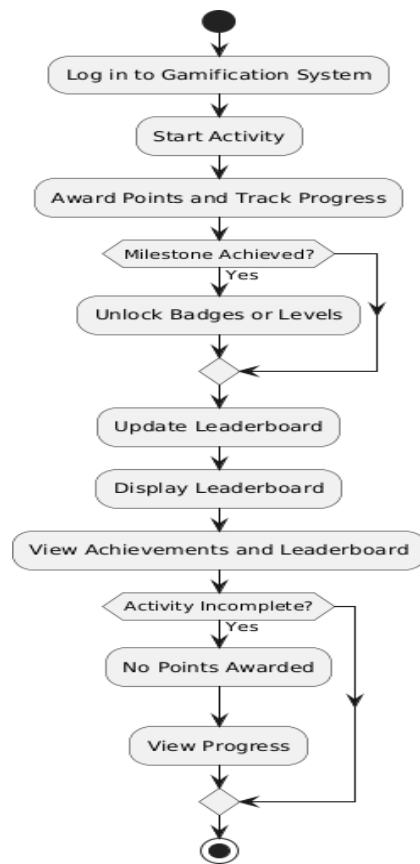 Log in to Gamification System
Start Activity
Award Points and Track Progress
Milestone Achieved?
Yes
Unlock Badges or Levels
Update Leaderboard
Display Leaderboard
View Achievements and Leaderboard
Activity Incomplete?
Yes
No Points Awarded
View Progress